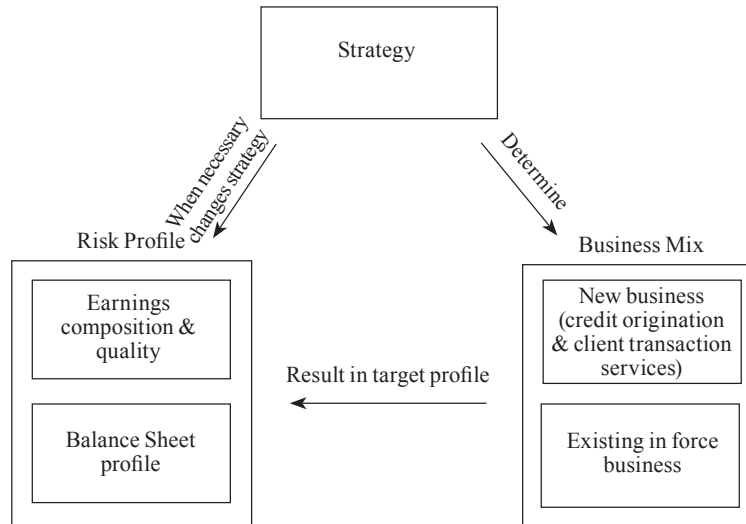 Strategy
When necessary
changes strategy
Determine
Risk Profile
Business Mix
Earnings
composition &
quality
New business
(credit origination
& client transaction
services)
Result in target profile
Balance Sheet
profile
Existing in force
business